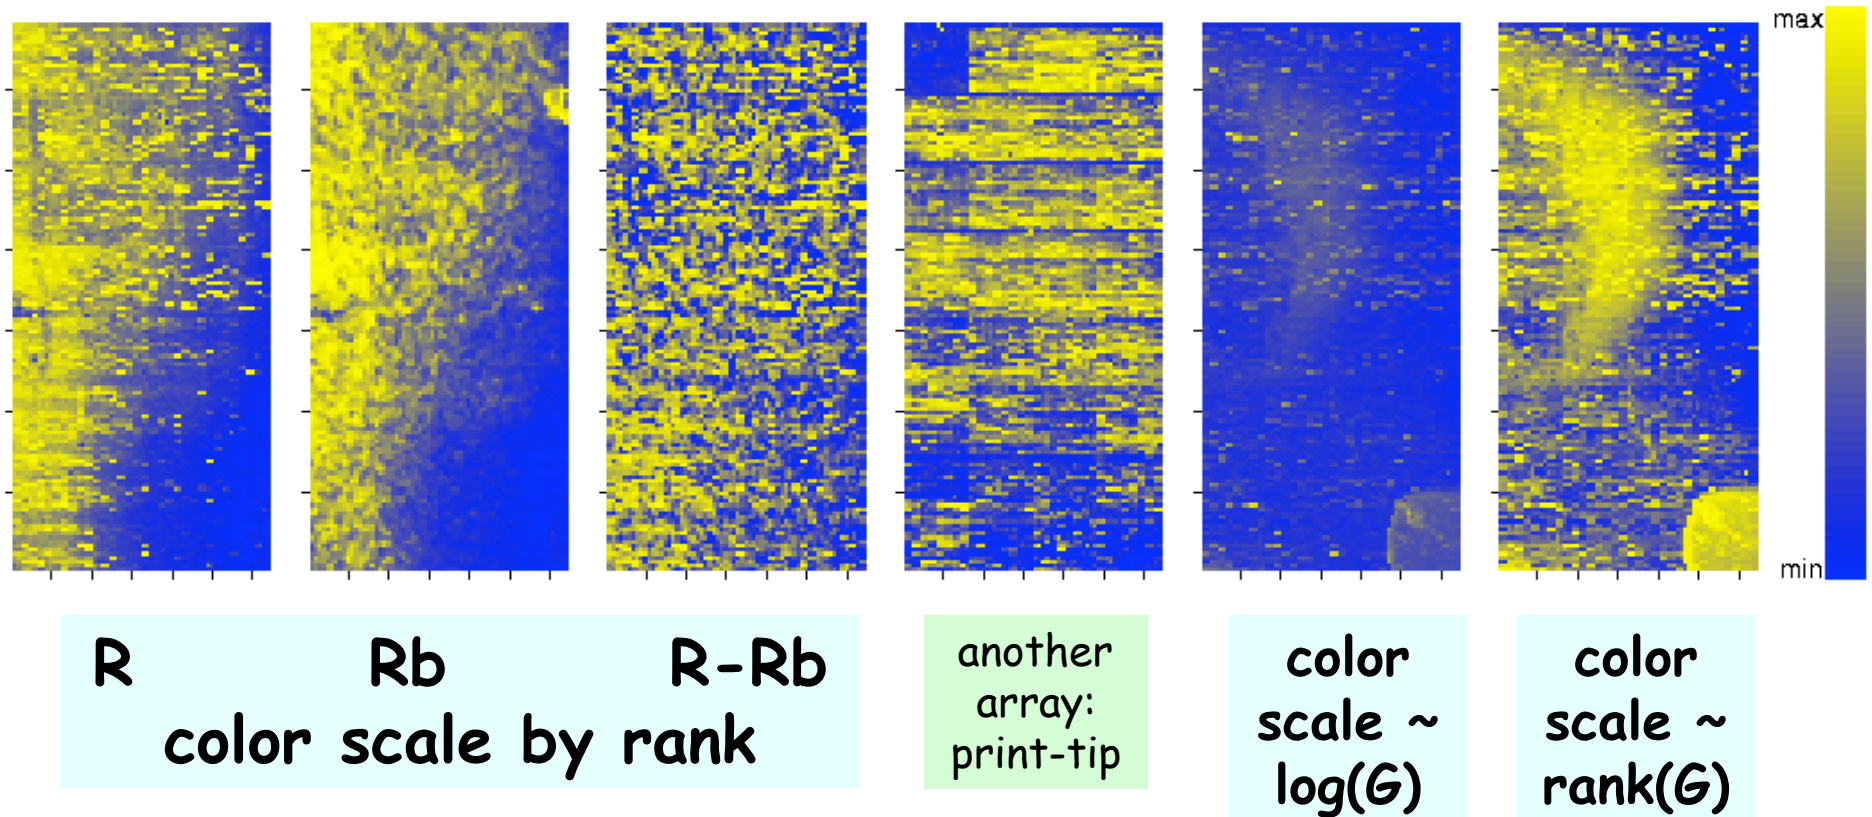 max
min
R Rb R-Rb
color scale by rank
another
array:
print-tip
color
scale ~
log(G)
color
scale ~
rank(G)